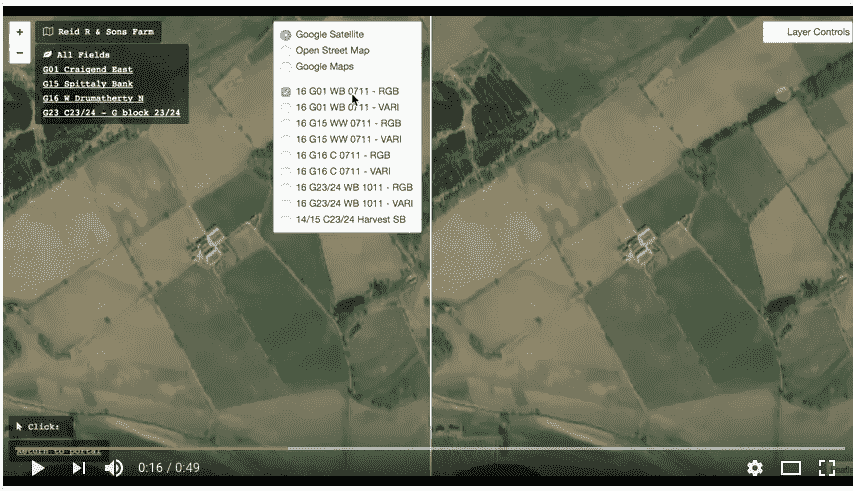 +
−
Reid R & Sons Farm
All Fields
G01 Craigend East
G15 Spittaly Bank
G16 W Drumatherty N
G23 C23/24 - G block 23/24
Google Satellite
Open Street Map
Google Maps
16 G01 WB 0711 - RGB
16 G01 WB 0711 - VARI
16 G15 WW 0711 - RGB
16 G15 WW 0711 - VARI
16 G16 C 0711 - RGB
16 G16 C 0711 - VARI
16 G23/24 WB 1011 - RGB
16 G23/24 WB 1011 - VARI
14/15 C23/24 Harvest SB
Layer Controls
Click:
Return to portal
0:16 / 0:49